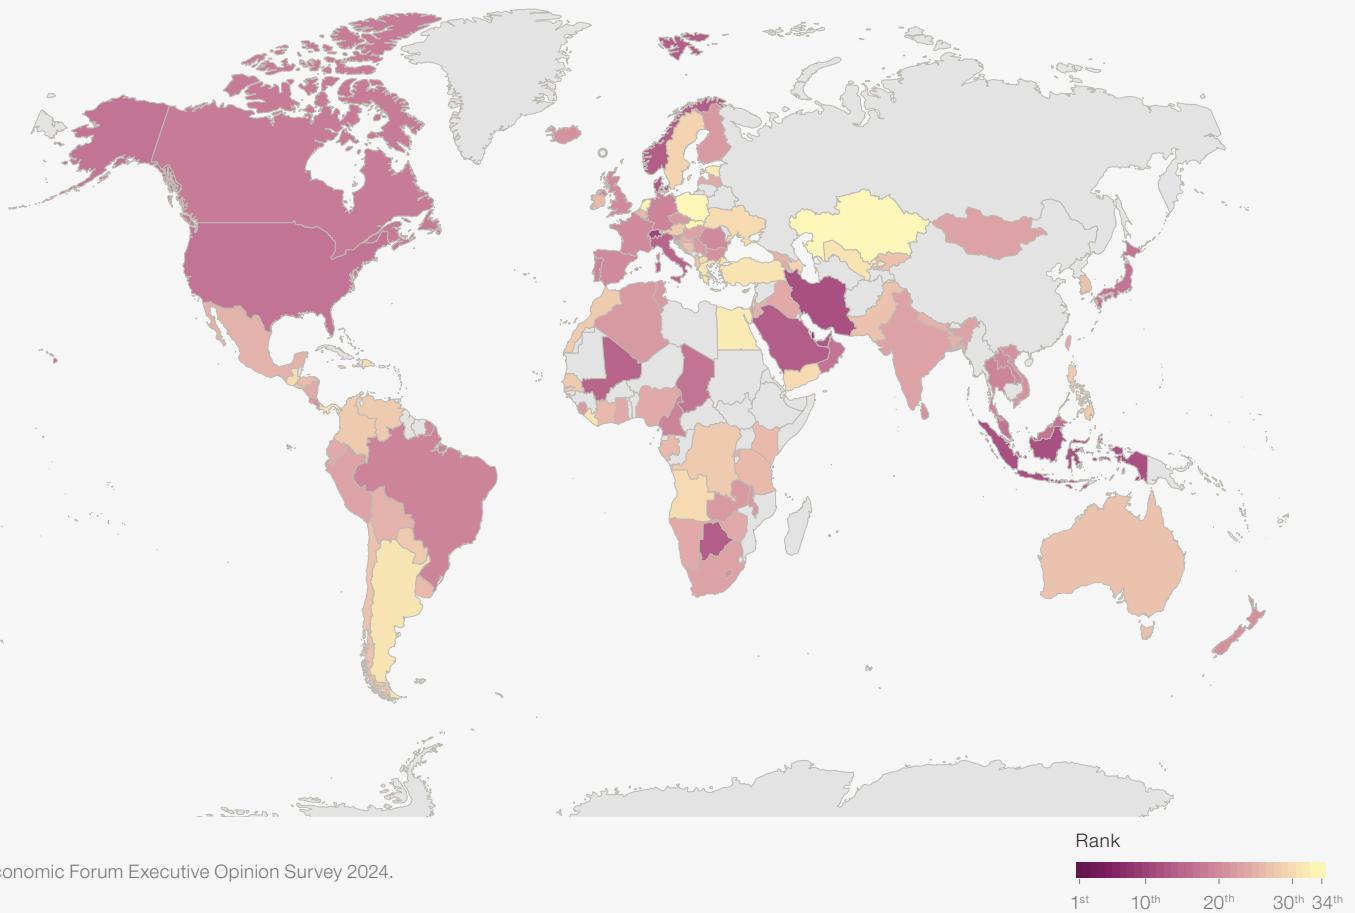 Rank
conomic Forum Executive Opinion Survey 2024.
1st 10th 20th 30th 34th